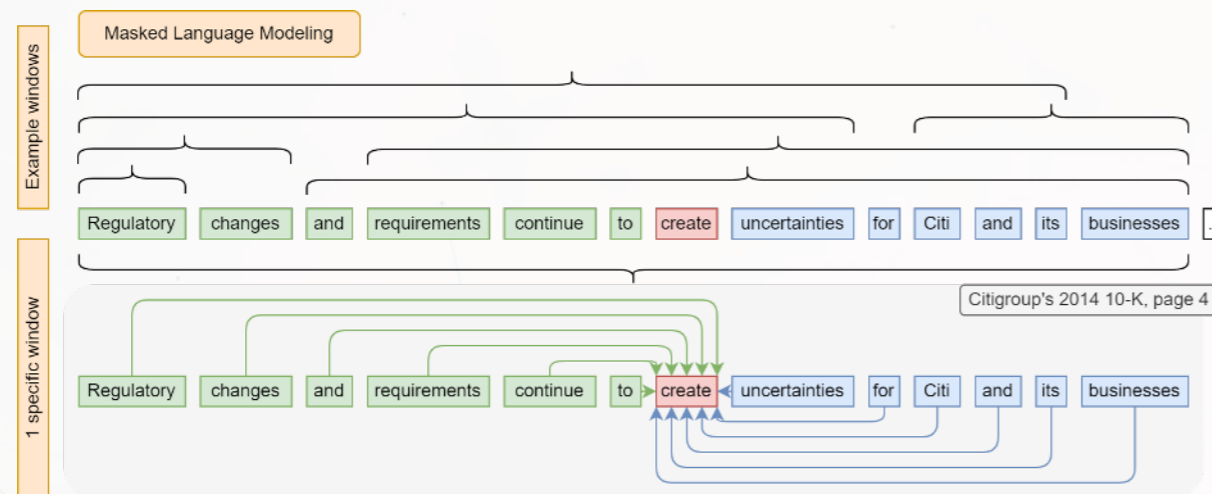 Masked Language Modeling
Example windows
Regulatory changes and requirements continue to create uncertainties for Citi and its businesses
1 specific window
Citigroup's 2014 10-K, page 4
Regulatory changes and requirements continue to create uncertainties for Citi and its businesses